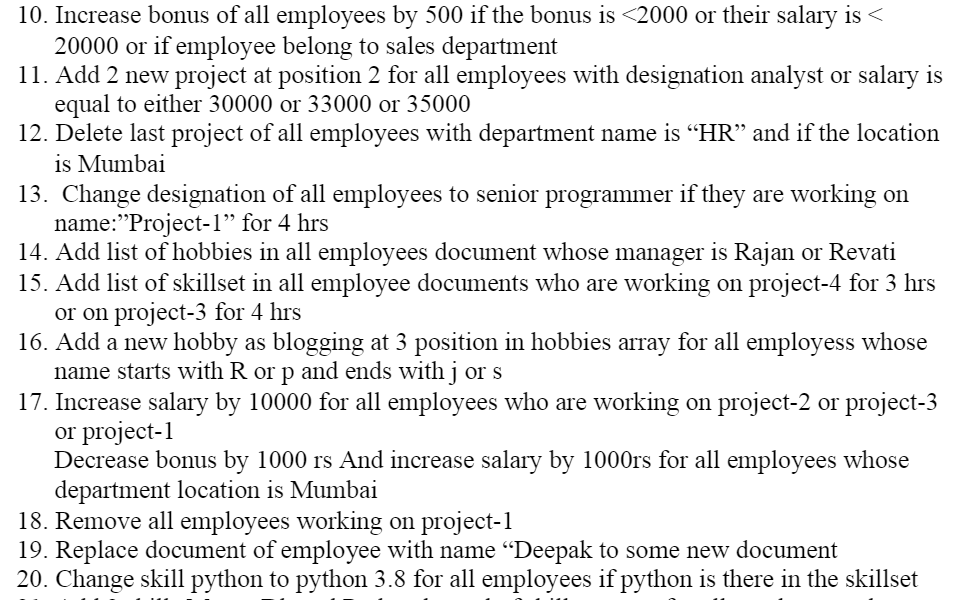 10. Increase bonus of all employees by 500 if the bonus is <2000 or their salary is <
20000 or if employee belong to sales department
11. Add 2 new project at position 2 for all employees with designation analyst or salary is
equal to either 30000 or 33000 or 35000
12. Delete last project of all employees with department name is “HR” and if the location
is Mumbai
13. Change designation of all employees to senior programmer if they are working on
name:”Project-1” for 4 hrs
14. Add list of hobbies in all employees document whose manager is Rajan or Revati
15. Add list of skillset in all employee documents who are working on project-4 for 3 hrs
or on project-3 for 4 hrs
16. Add a new hobby as blogging at 3 position in hobbies array for all employess whose
name starts with R or p and ends with j or s
17. Increase salary by 10000 for all employees who are working on project-2 or project-3
or project-1
Decrease bonus by 1000 rs And increase salary by 1000rs for all employees whose
department location is Mumbai
18. Remove all employees working on project-1
19. Replace document of employee with name “Deepak to some new document
20. Change skill python to python 3.8 for all employees if python is there in the skillset